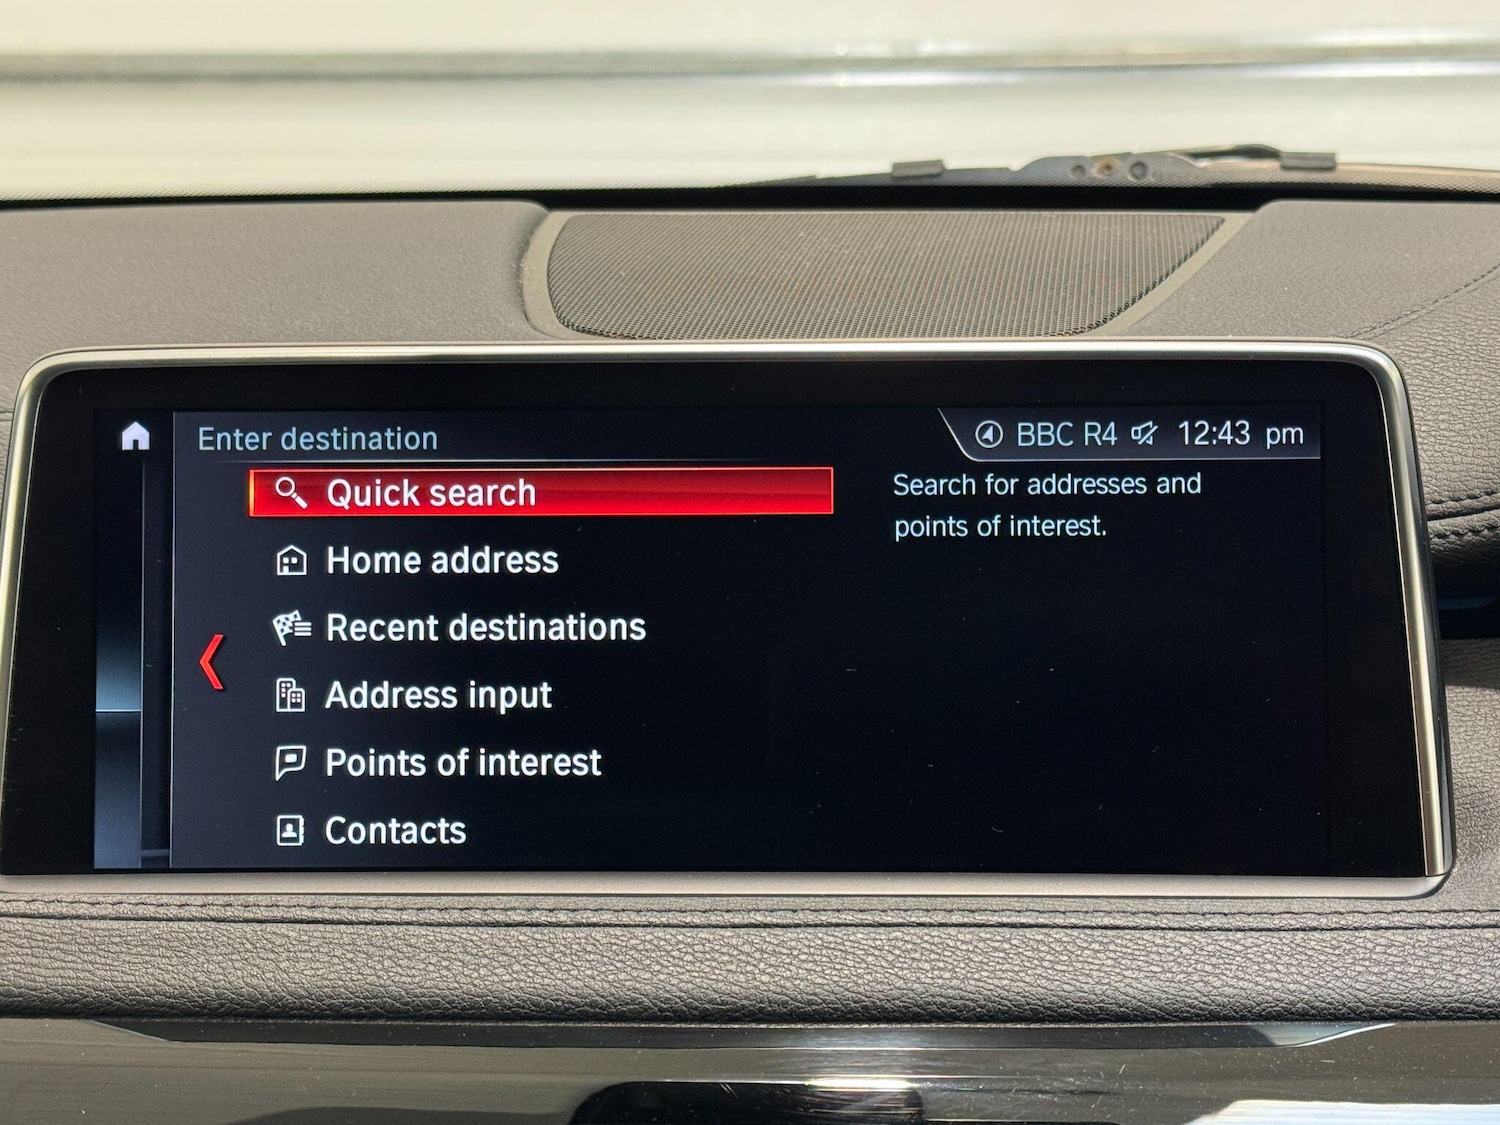 Enter destination
BBC R4 12:43 pm
Quick search
Home address
Recent destinations
Address input
Points of interest
Contacts
Search for addresses and
points of interest.